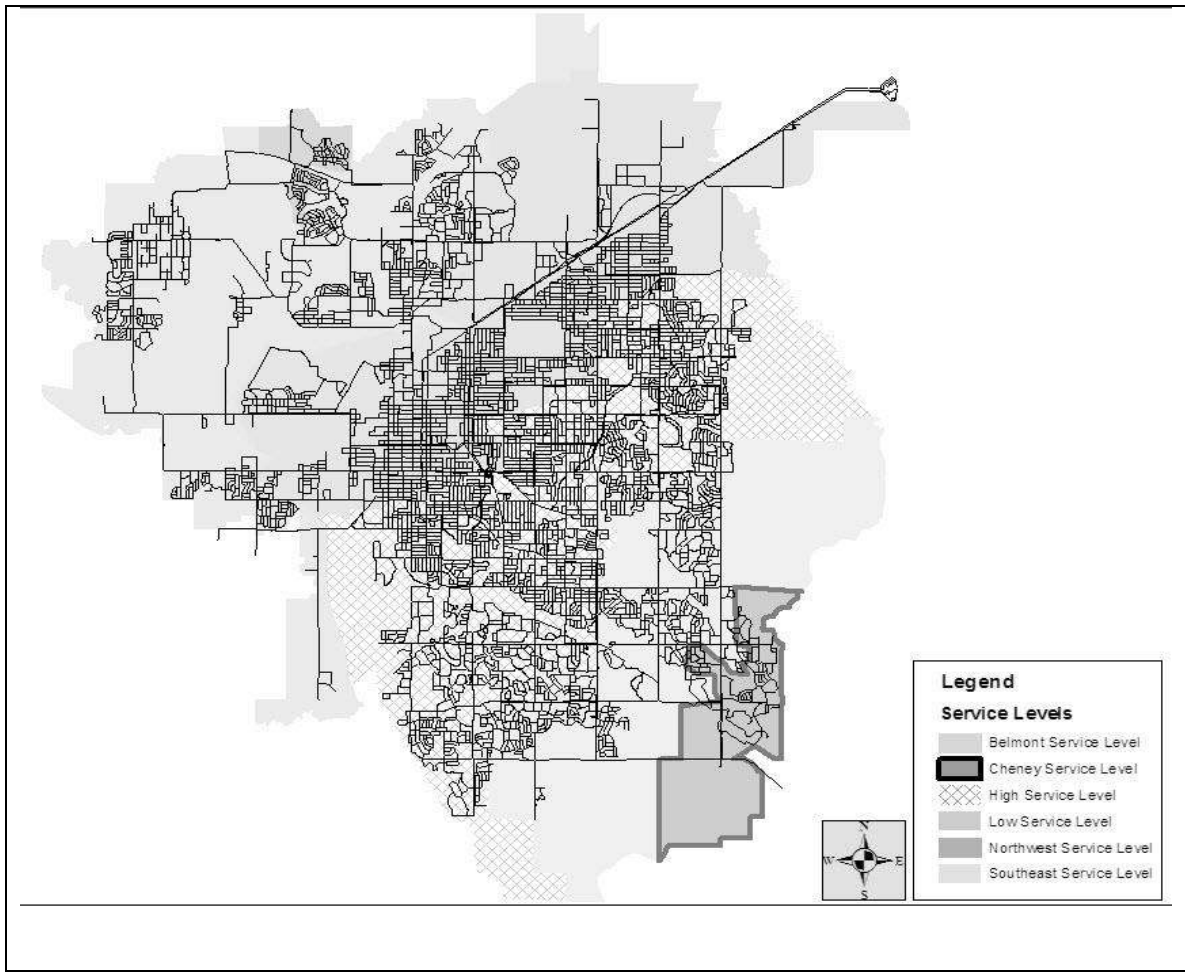 Legend
Service Levels
Belmont Service Level
Cheney Service Level
High Service Level
Low Service Level
Northwest Service Level
Southeast Service Level
N
W E
S